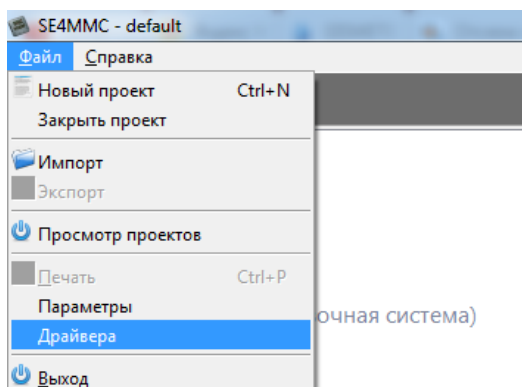 SE4MMC - default
Файл Справка
Новый проект Ctrl+N
Закрыть проект
Импорт
Экспорт
Просмотр проектов
Печать Ctrl+P
Параметры
очная система)
Драйвера
Выход